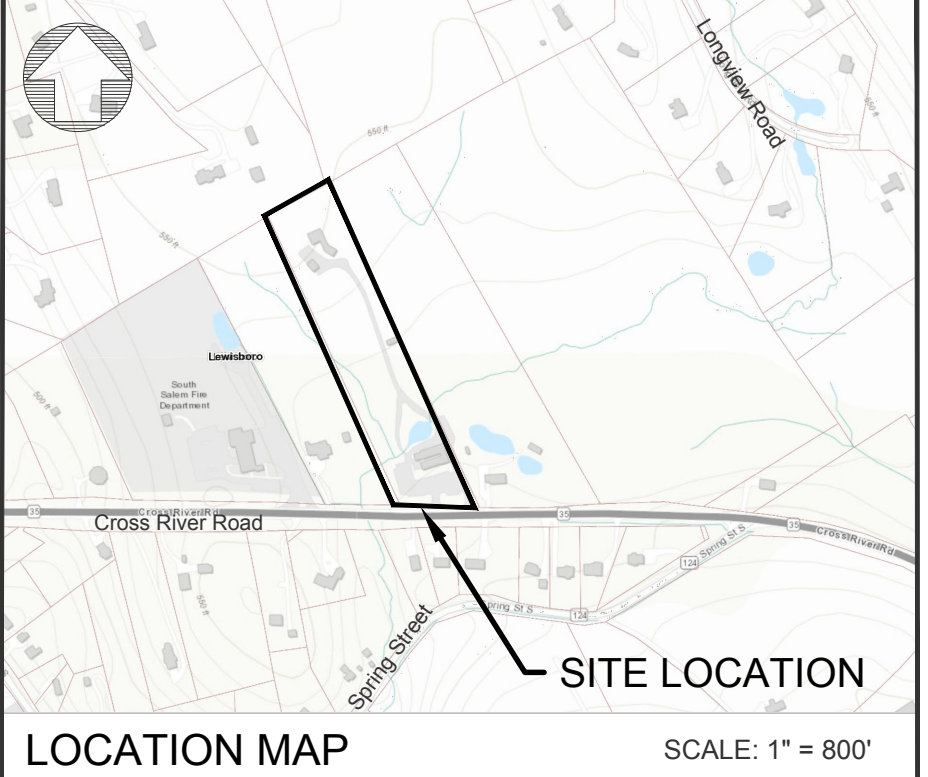 Longview Road
550 ft
550 ft
550 ft
Lewisboro
South
Salem Fire
Department
500 ft
35
Cross River Rd
Cross River Road
35
35
Cross River Rd
Spring St S
124
Spring St S
124
550 ft
Spring Street
SITE LOCATION
LOCATION MAP
SCALE: 1" = 800'